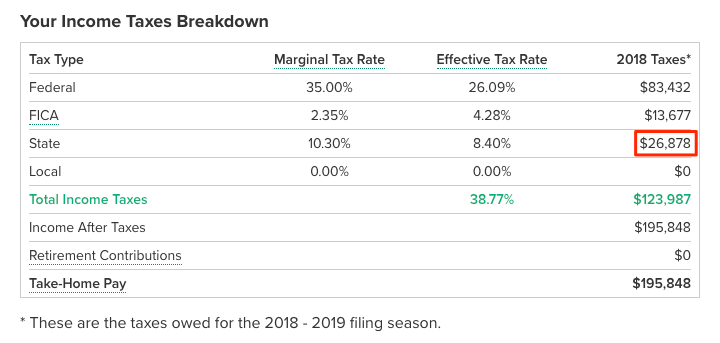 Your Income Taxes Breakdown
Tax Type Marginal Tax Rate Effective Tax Rate 2018 Taxes*
Federal 35.00% 26.09% $83,432
FICA 2.35% 4.28% $13,677
State 10.30% 8.40% $26,878
Local 0.00% 0.00% $0
Total Income Taxes 38.77% $123,987
Income After Taxes $195,848
Retirement Contributions $0
Take-Home Pay $195,848
* These are the taxes owed for the 2018 - 2019 filing season.